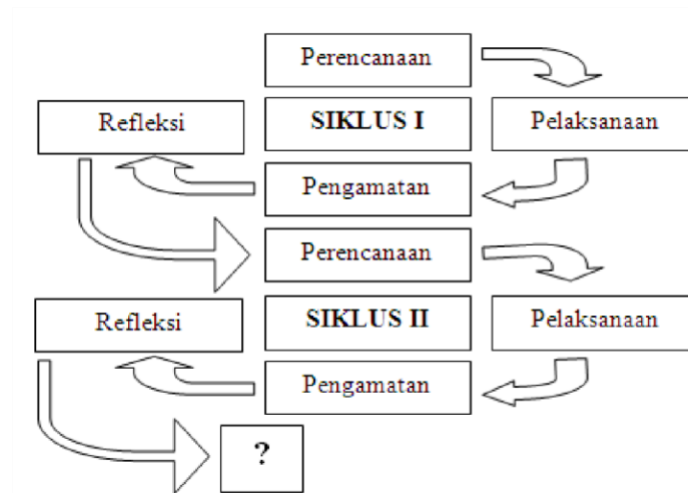 Perencanaan
Refleksi
SIKLUS I
Pelaksanaan
Pengamatan
Perencanaan
Refleksi
SIKLUS II
Pelaksanaan
Pengamatan
?